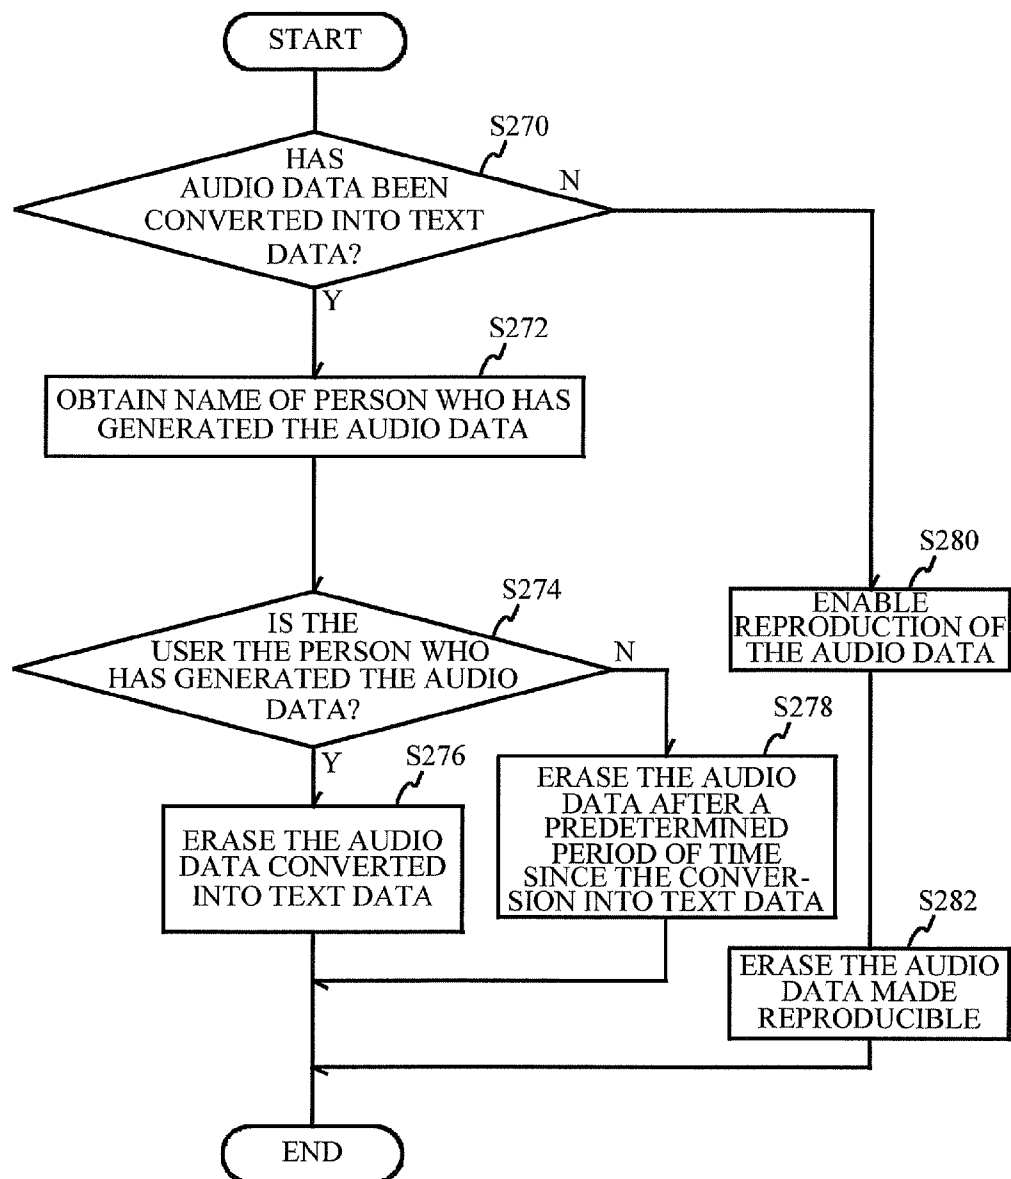 START
S270
HAS
AUDIO DATA BEEN
CONVERTED INTO TEXT
DATA?
N
Y
S272
OBTAIN NAME OF PERSON WHO HAS
GENERATED THE AUDIO DATA
S274
IS THE
USER THE PERSON WHO
HAS GENERATED THE AUDIO
DATA?
N
Y
S276
ERASE THE AUDIO
DATA CONVERTED
INTO TEXT DATA
S278
ERASE THE AUDIO
DATA AFTER A
PREDETERMINED
PERIOD OF TIME
SINCE THE CONVER-
SION INTO TEXT DATA
S280
ENABLE
REPRODUCTION OF
THE AUDIO DATA
S282
ERASE THE AUDIO
DATA MADE
REPRODUCIBLE
END